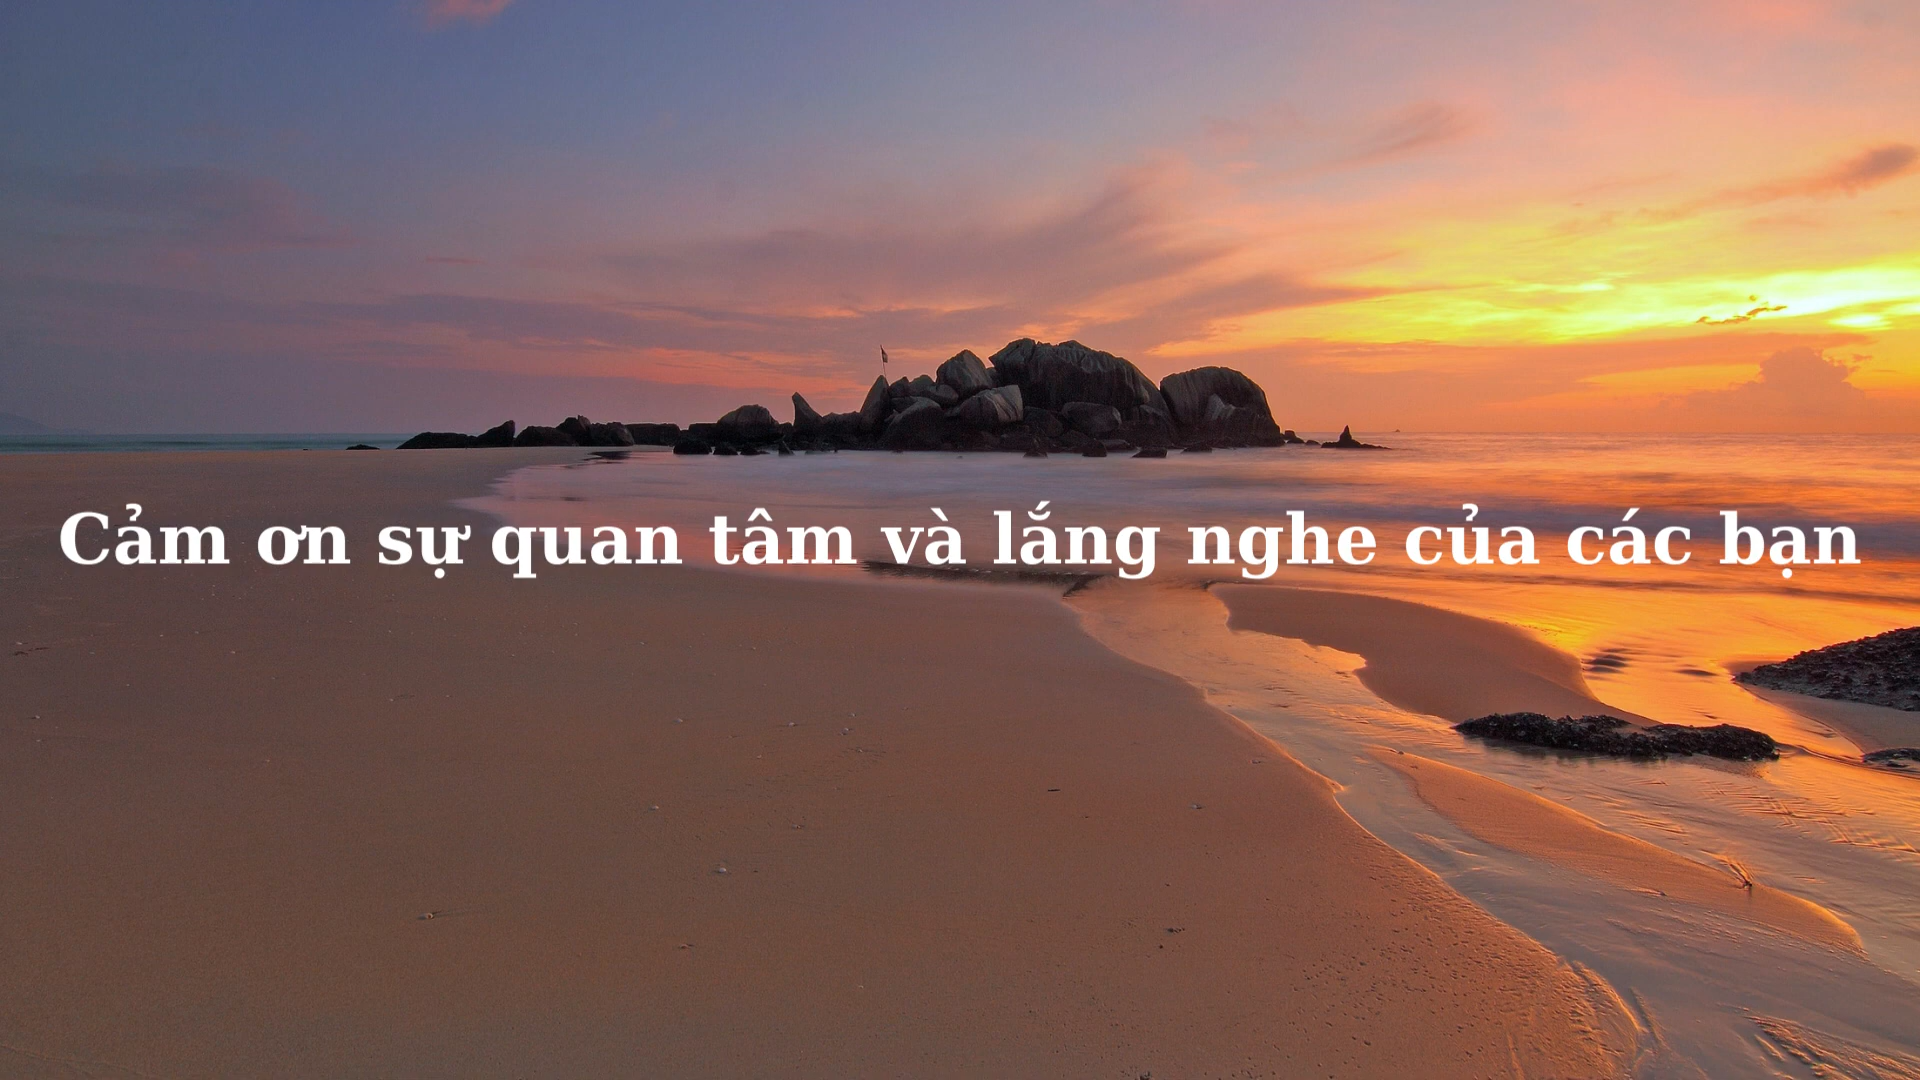 Cảm ơn sự quan tâm và lắng nghe của các bạn